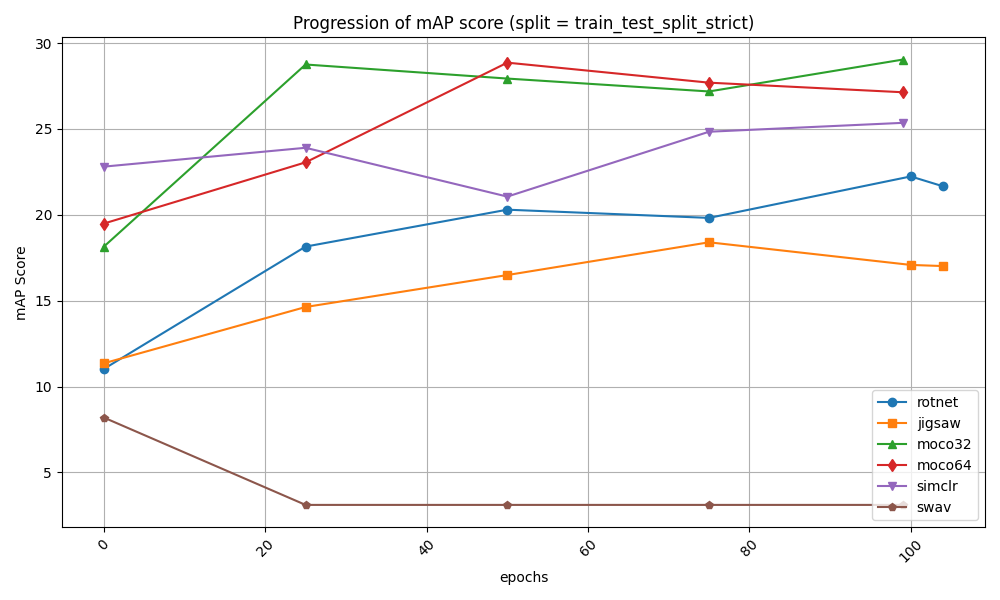 Progression of mAP score (split = train_test_split_strict)
30
25
20
15
10
5
mAP Score
0
20
40
60
80
100
epochs
rotnet
jigsaw
moco32
moco64
simclr
swav